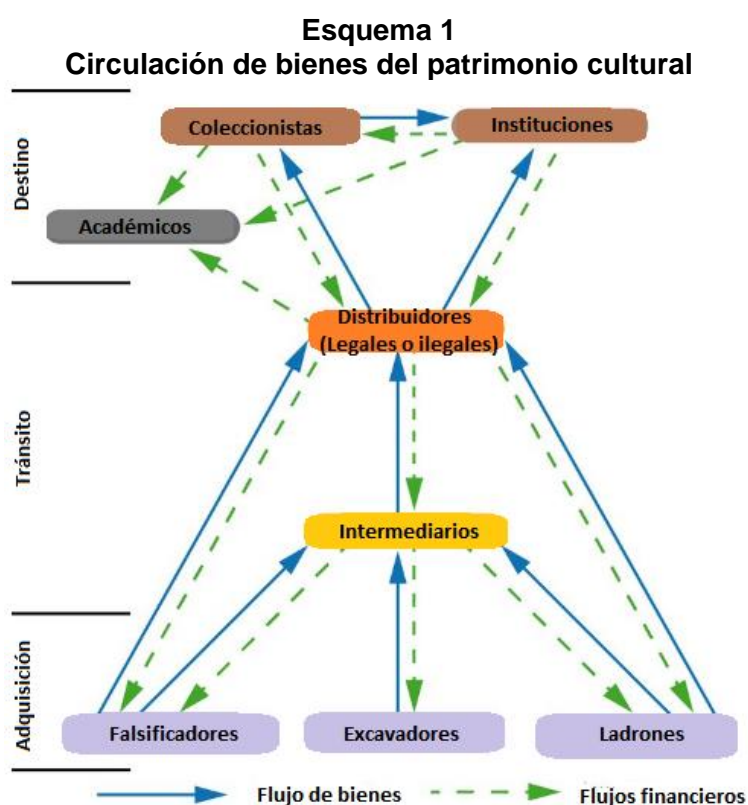 Esquema 1
Circulación de bienes del patrimonio cultural
Destino
Coleccionistas
Instituciones
Académicos
Tránsito
Distribuidores
(Legales o ilegales)
Intermediarios
Adquisición
Falsificadores
Excavadores
Ladrones
Flujo de bienes
Flujos financieros